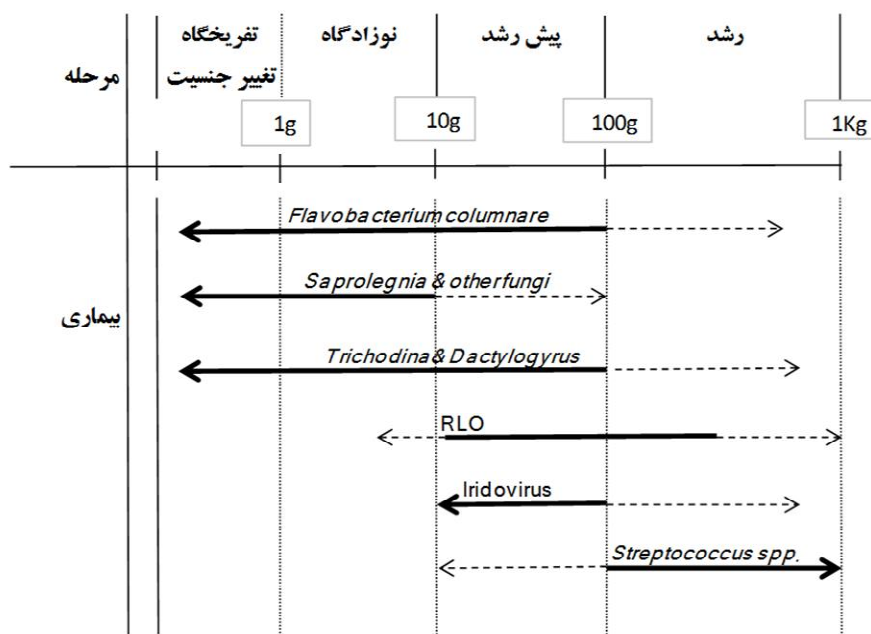 مرحله
تفریخگاه
تغییر جنسیت
نوزادگاه
پیش رشد
رشد
1g
10g
100g
1Kg
بیماری
Flavobacterium columnare
Saprolegnia & other fungi
Trichodina & Dactylogyrus
RLO
Iridovirus
Streptococcus spp.